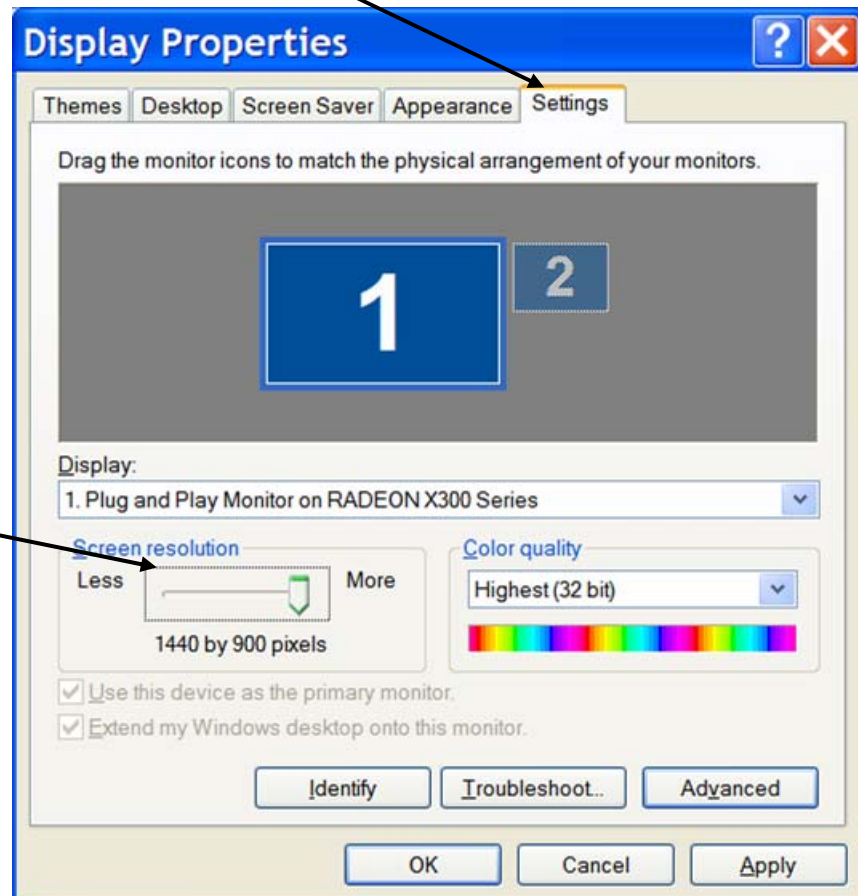 Display Properties
Themes Desktop Screen Saver Appearance Settings
Drag the monitor icons to match the physical arrangement of your monitors.
1 2
Display:
1. Plug and Play Monitor on RADEON X300 Series
Screen resolution Color quality
Less More Highest (32 bit)
1440 by 900 pixels
Use this device as the primary monitor.
Extend my Windows desktop onto this monitor.
Identify Troubleshoot... Advanced
OK Cancel Apply